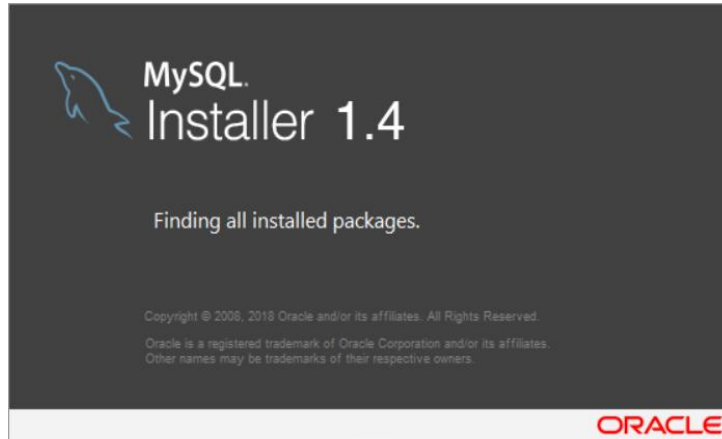 MySQL.
Installer 1.4
Finding all installed packages.
Copyright © 2008, 2018 Oracle and/or its affiliates. All Rights Reserved.
Oracle is a registered trademark of Oracle Corporation and/or its affiliates.
Other names may be trademarks of their respective owners.
ORACLE